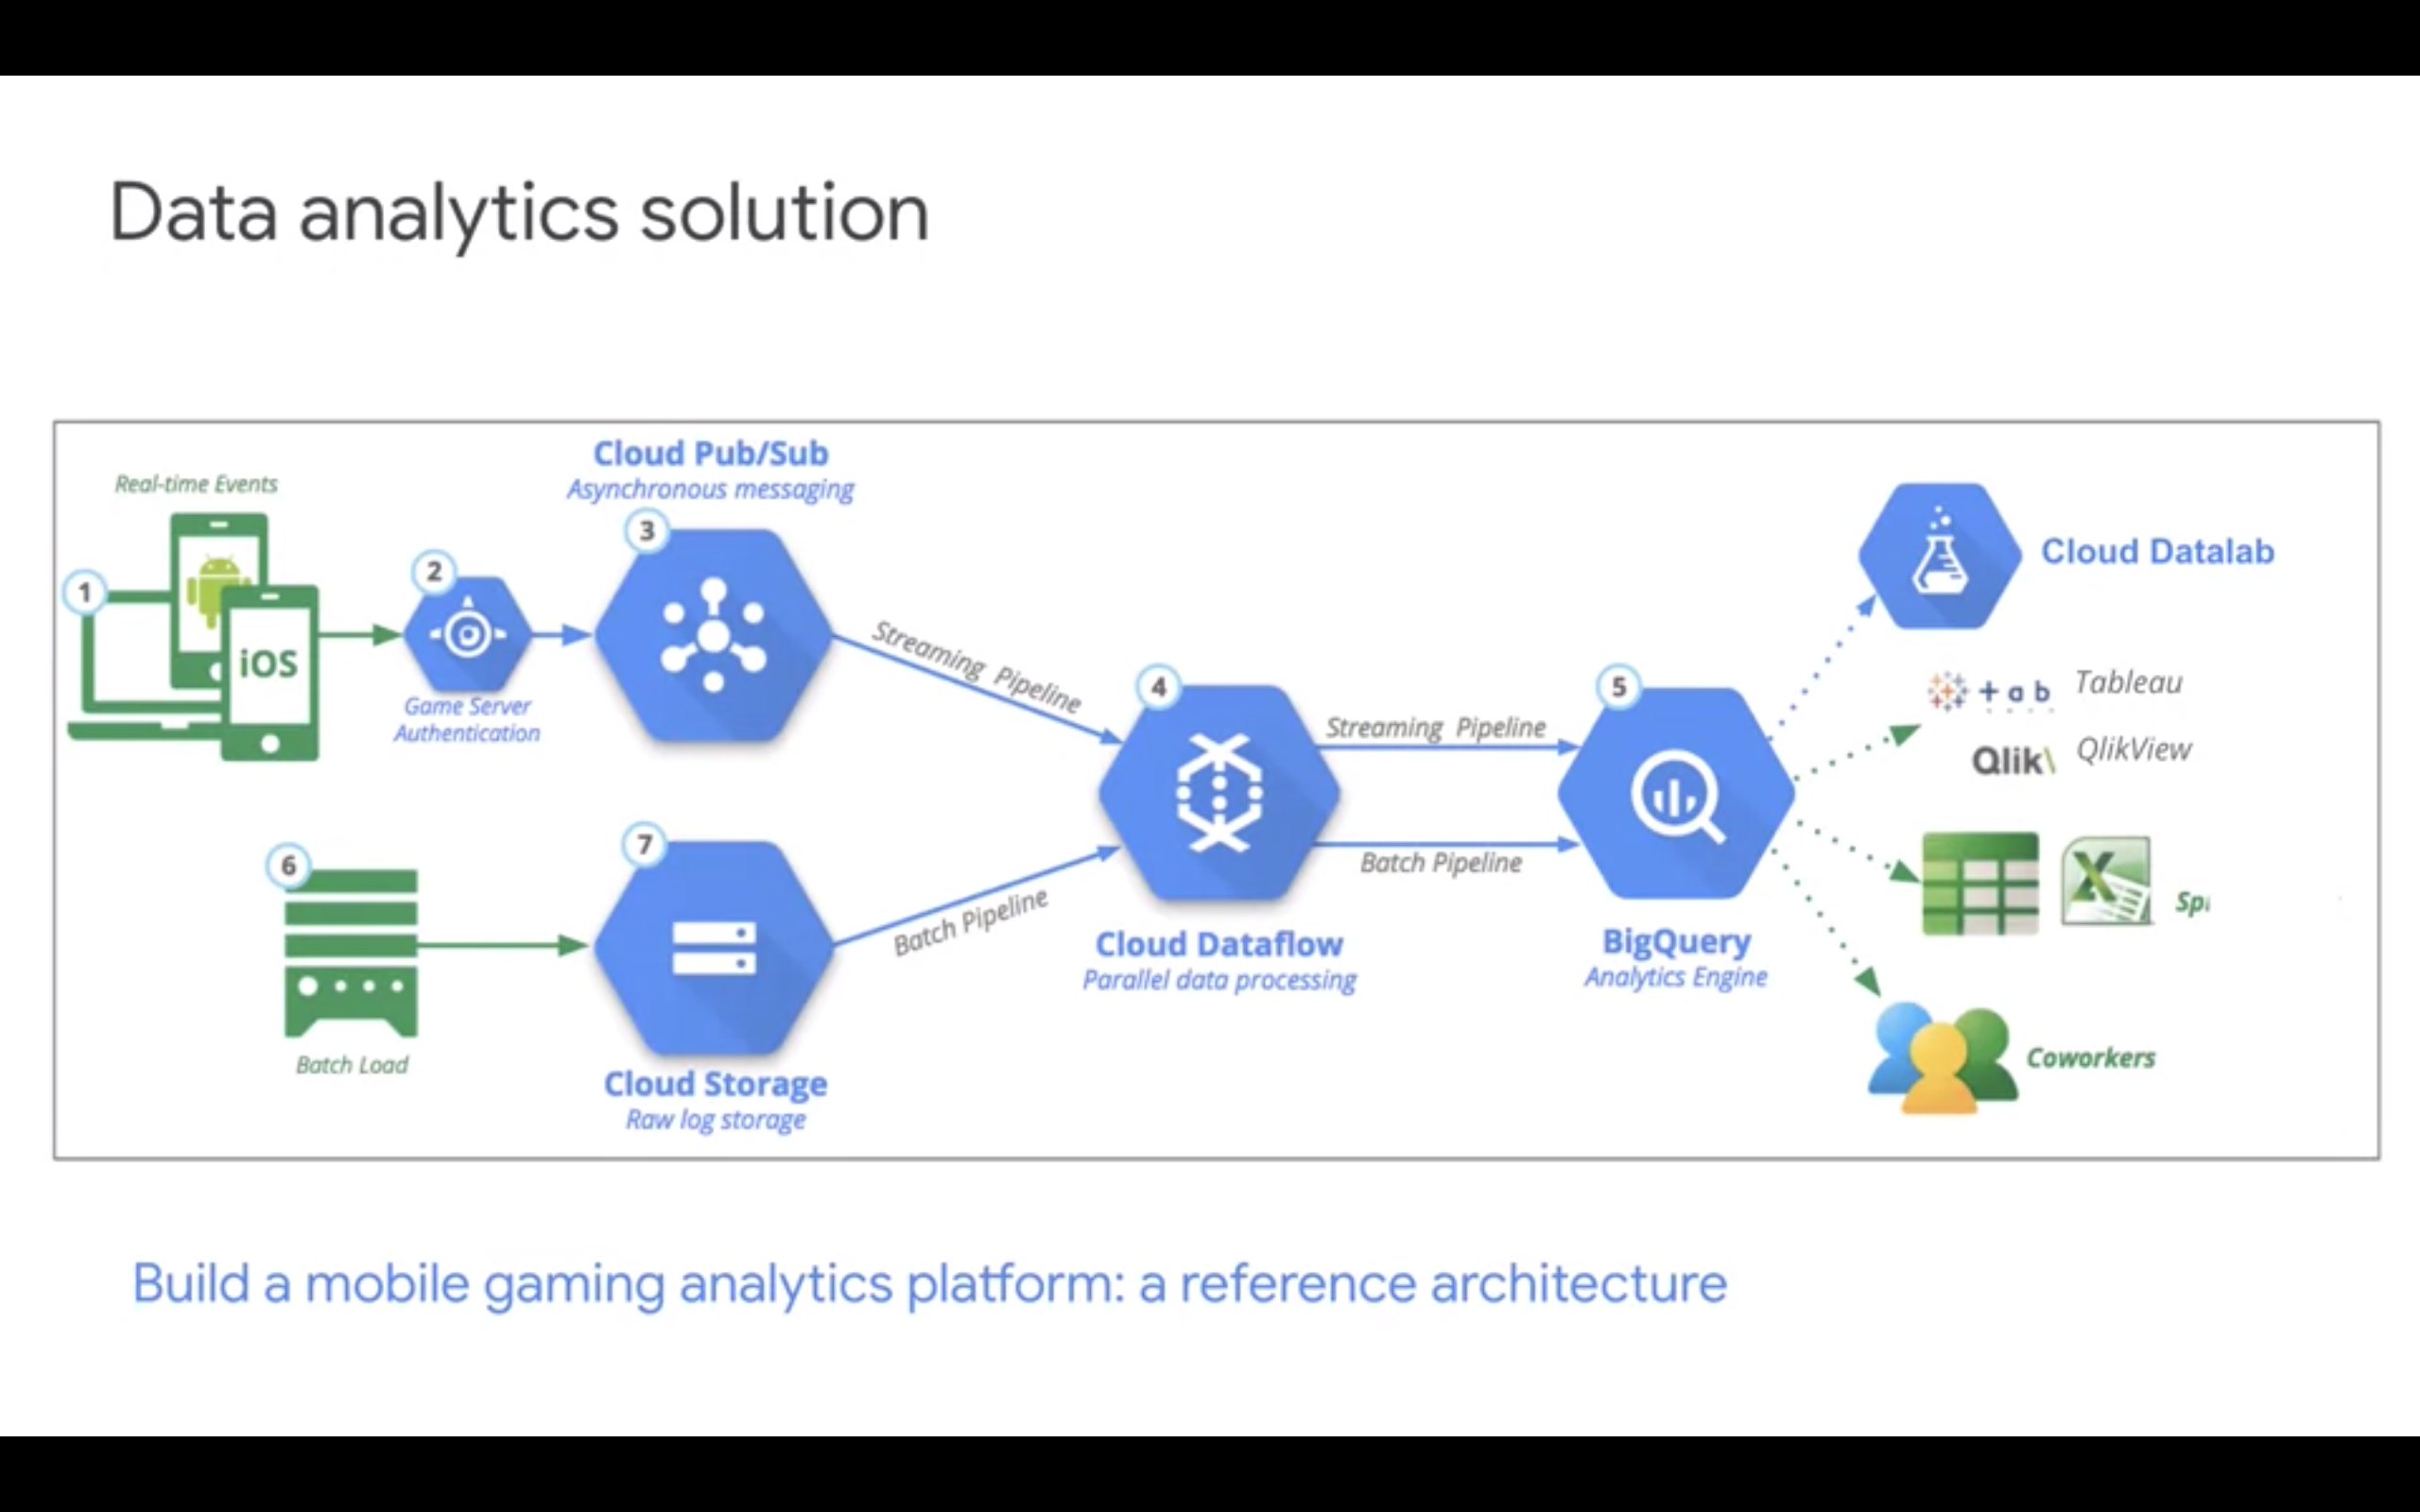 Data analytics solution
Real-time Events
1
iOS
2
Game Server
Authentication
Cloud Pub/Sub
Asynchronous messaging
3
Streaming Pipeline
6
Batch Load
7
Cloud Storage
Raw log storage
Batch Pipeline
4
Cloud Dataflow
Parallel data processing
Streaming Pipeline
Batch Pipeline
5
BigQuery
Analytics Engine
Cloud Datalab
+ a b
Tableau
Qlik\
QlikView
X
Coworkers
Build a mobile gaming analytics platform: a reference architecture